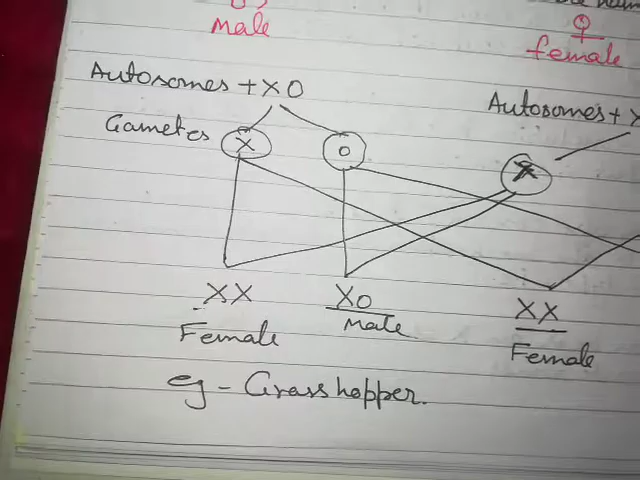 male
♀
female
Autosomes + XO
Autosomes + X
Gametes
X
O
X
XX
XO
XX
Female
Male
Female
eg - Grasshopper.